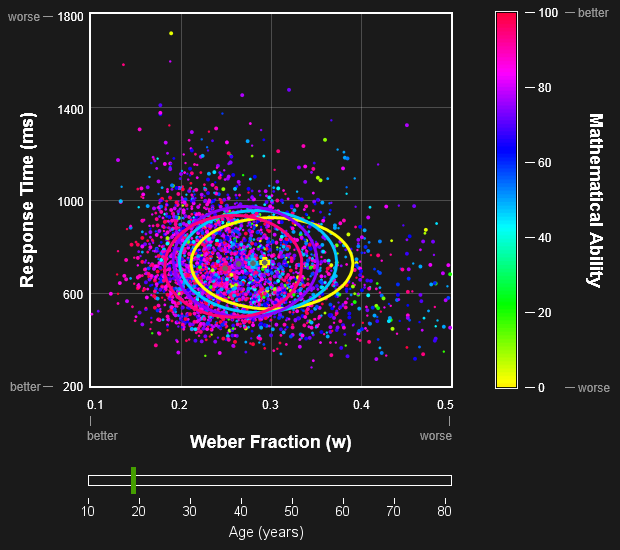 worse
1800
1400
1000
600
better
200
Response Time (ms)
0.1
0.2
0.3
0.4
0.5
better
worse
Weber Fraction (w)
10
20
30
40
50
60
70
80
Age (years)
100
better
80
60
40
20
0
worse
Mathematical Ability